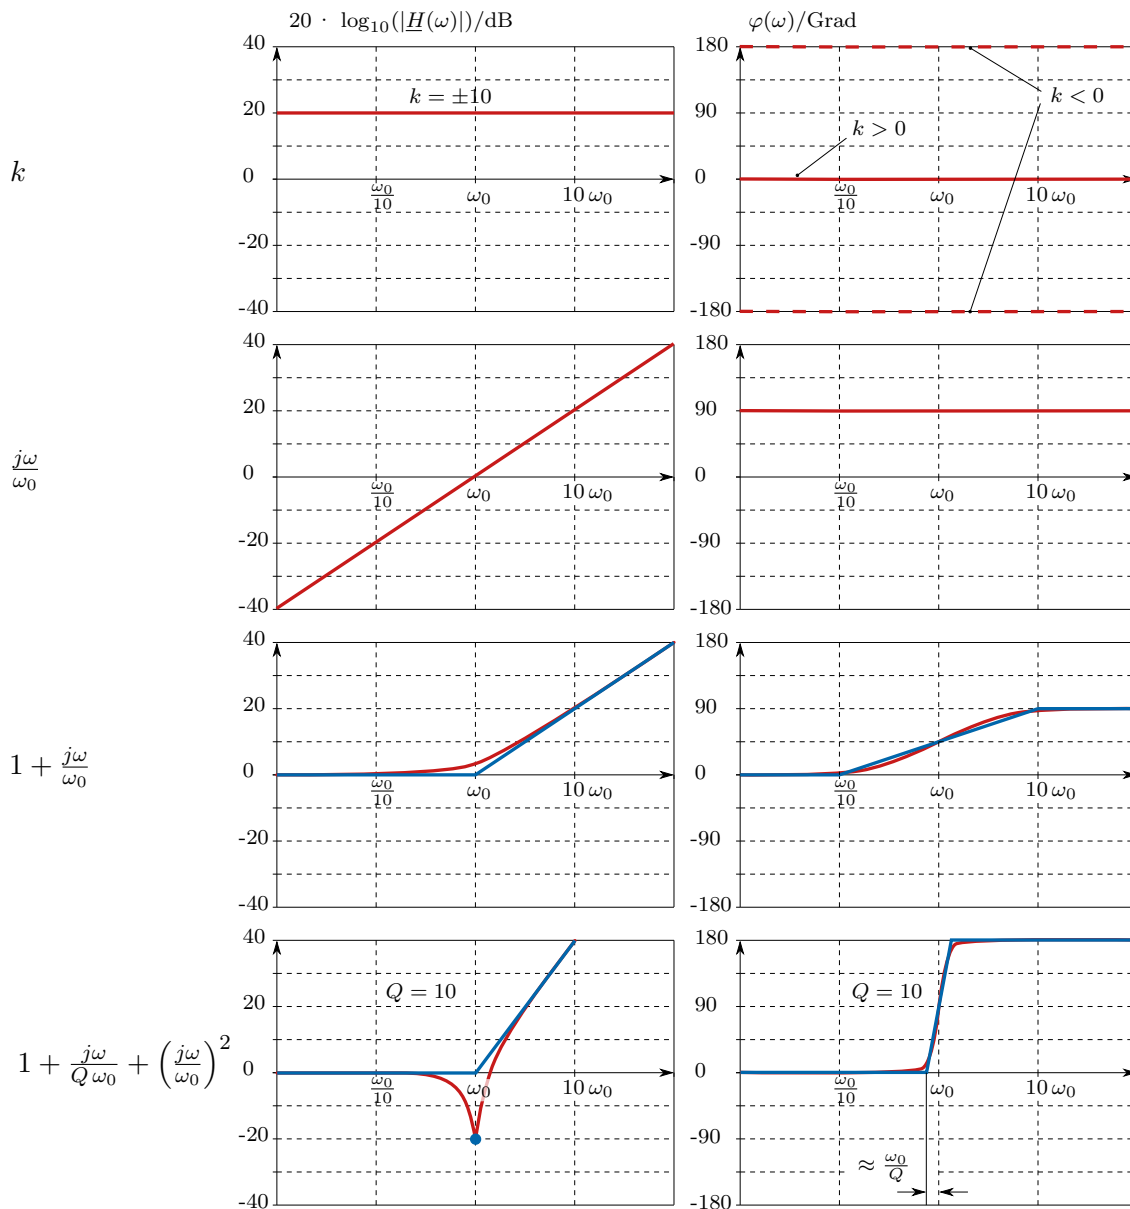 20 · log₁₀(|H̲(ω)|)/dB
φ(ω)/Grad
k
40
20
0
-20
-40
k = ±10
ω₀/10
ω₀
10 ω₀
180
90
0
-90
-180
k > 0
k < 0
ω₀/10
ω₀
10 ω₀
jω/ω₀
40
20
0
-20
-40
ω₀/10
ω₀
10 ω₀
180
90
0
-90
-180
ω₀/10
ω₀
10 ω₀
1 + jω/ω₀
40
20
0
-20
-40
ω₀/10
ω₀
10 ω₀
180
90
0
-90
-180
ω₀/10
ω₀
10 ω₀
1 + jω/(Q ω₀) + (jω/ω₀)²
40
20
0
-20
-40
Q = 10
ω₀/10
ω₀
10 ω₀
180
90
0
-90
-180
Q = 10
ω₀/10
ω₀
10 ω₀
≈ ω₀/Q